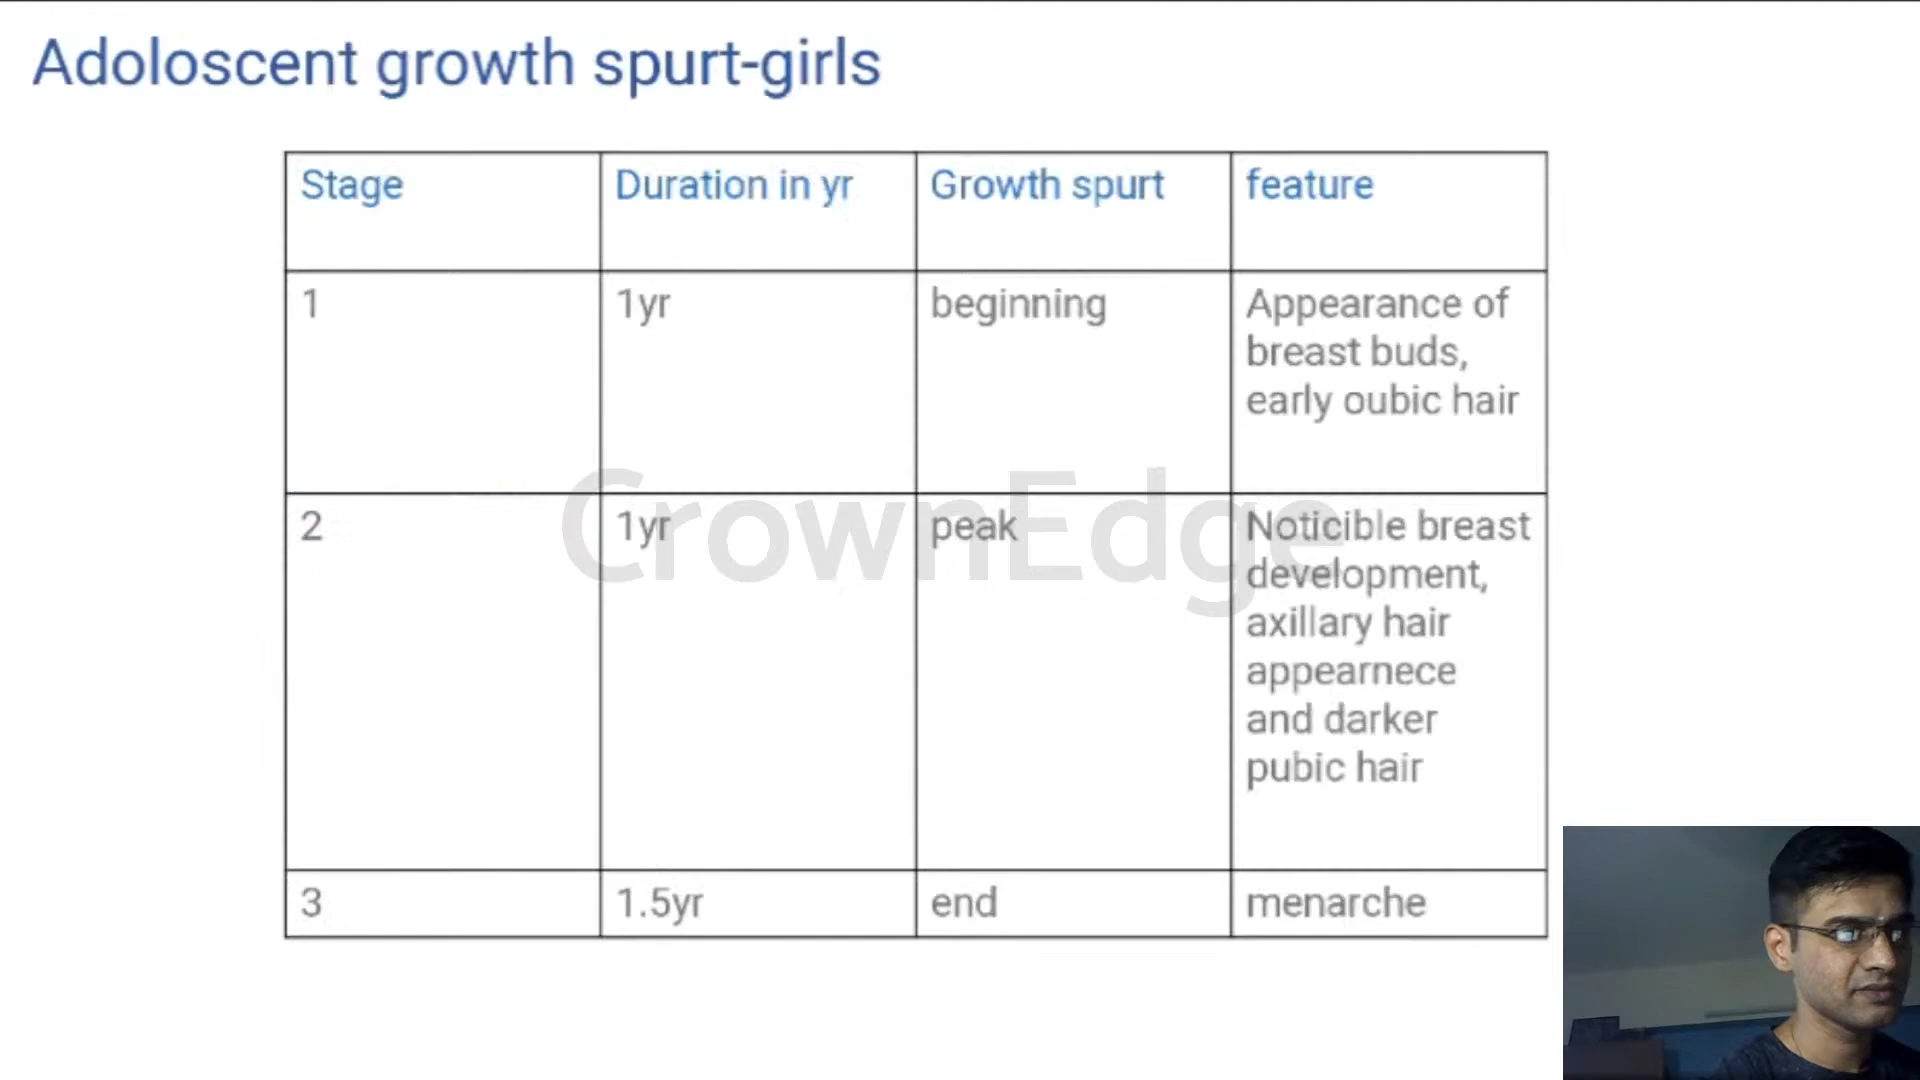 Adoloscent growth spurt-girls
Stage
Duration in yr
Growth spurt
feature
1
1yr
beginning
Appearance of
breast buds,
early oubic hair
2
1yr
peak
Noticible breast
development,
axillary hair
appearnece
and darker
pubic hair
3
1.5yr
end
menarche
CrownEdge